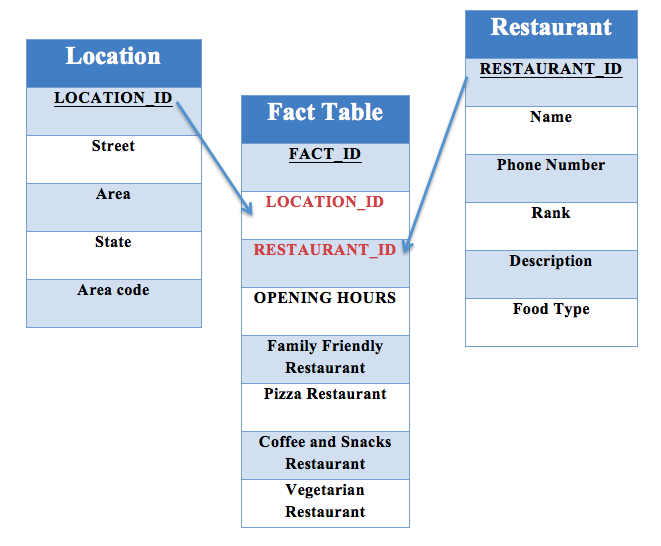 Location
LOCATION_ID
Street
Area
State
Area code
Fact Table
FACT_ID
LOCATION_ID
RESTAURANT_ID
OPENING HOURS
Family Friendly
Restaurant
Pizza Restaurant
Coffee and Snacks
Restaurant
Vegetarian
Restaurant
Restaurant
RESTAURANT_ID
Name
Phone Number
Rank
Description
Food Type